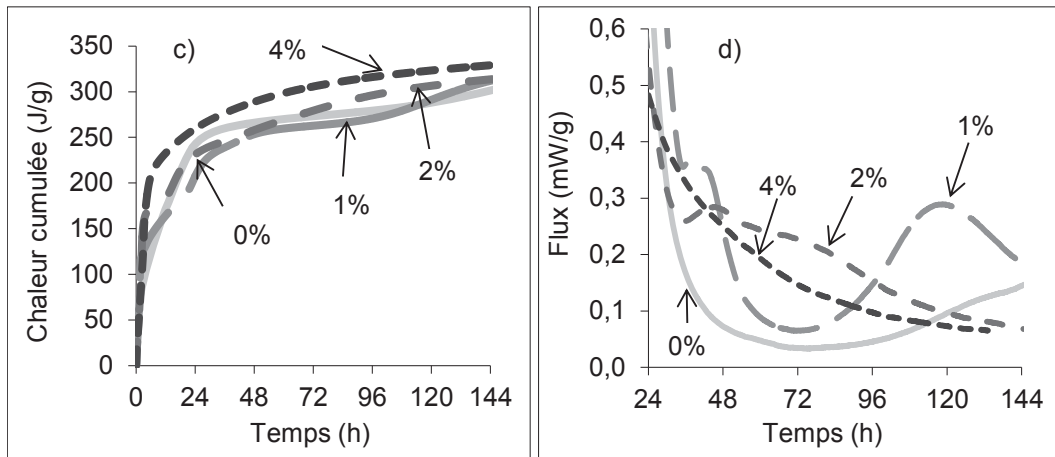 c)
Chaleur cumulée (J/g)
350
300
250
200
150
100
50
0
4%
2%
1%
0%
0 24 48 72 96 120 144
Temps (h)
d)
Flux (mW/g)
0,6
0,5
0,4
0,3
0,2
0,1
0,0
1%
2%
4%
0%
24 48 72 96 120 144
Temps (h)